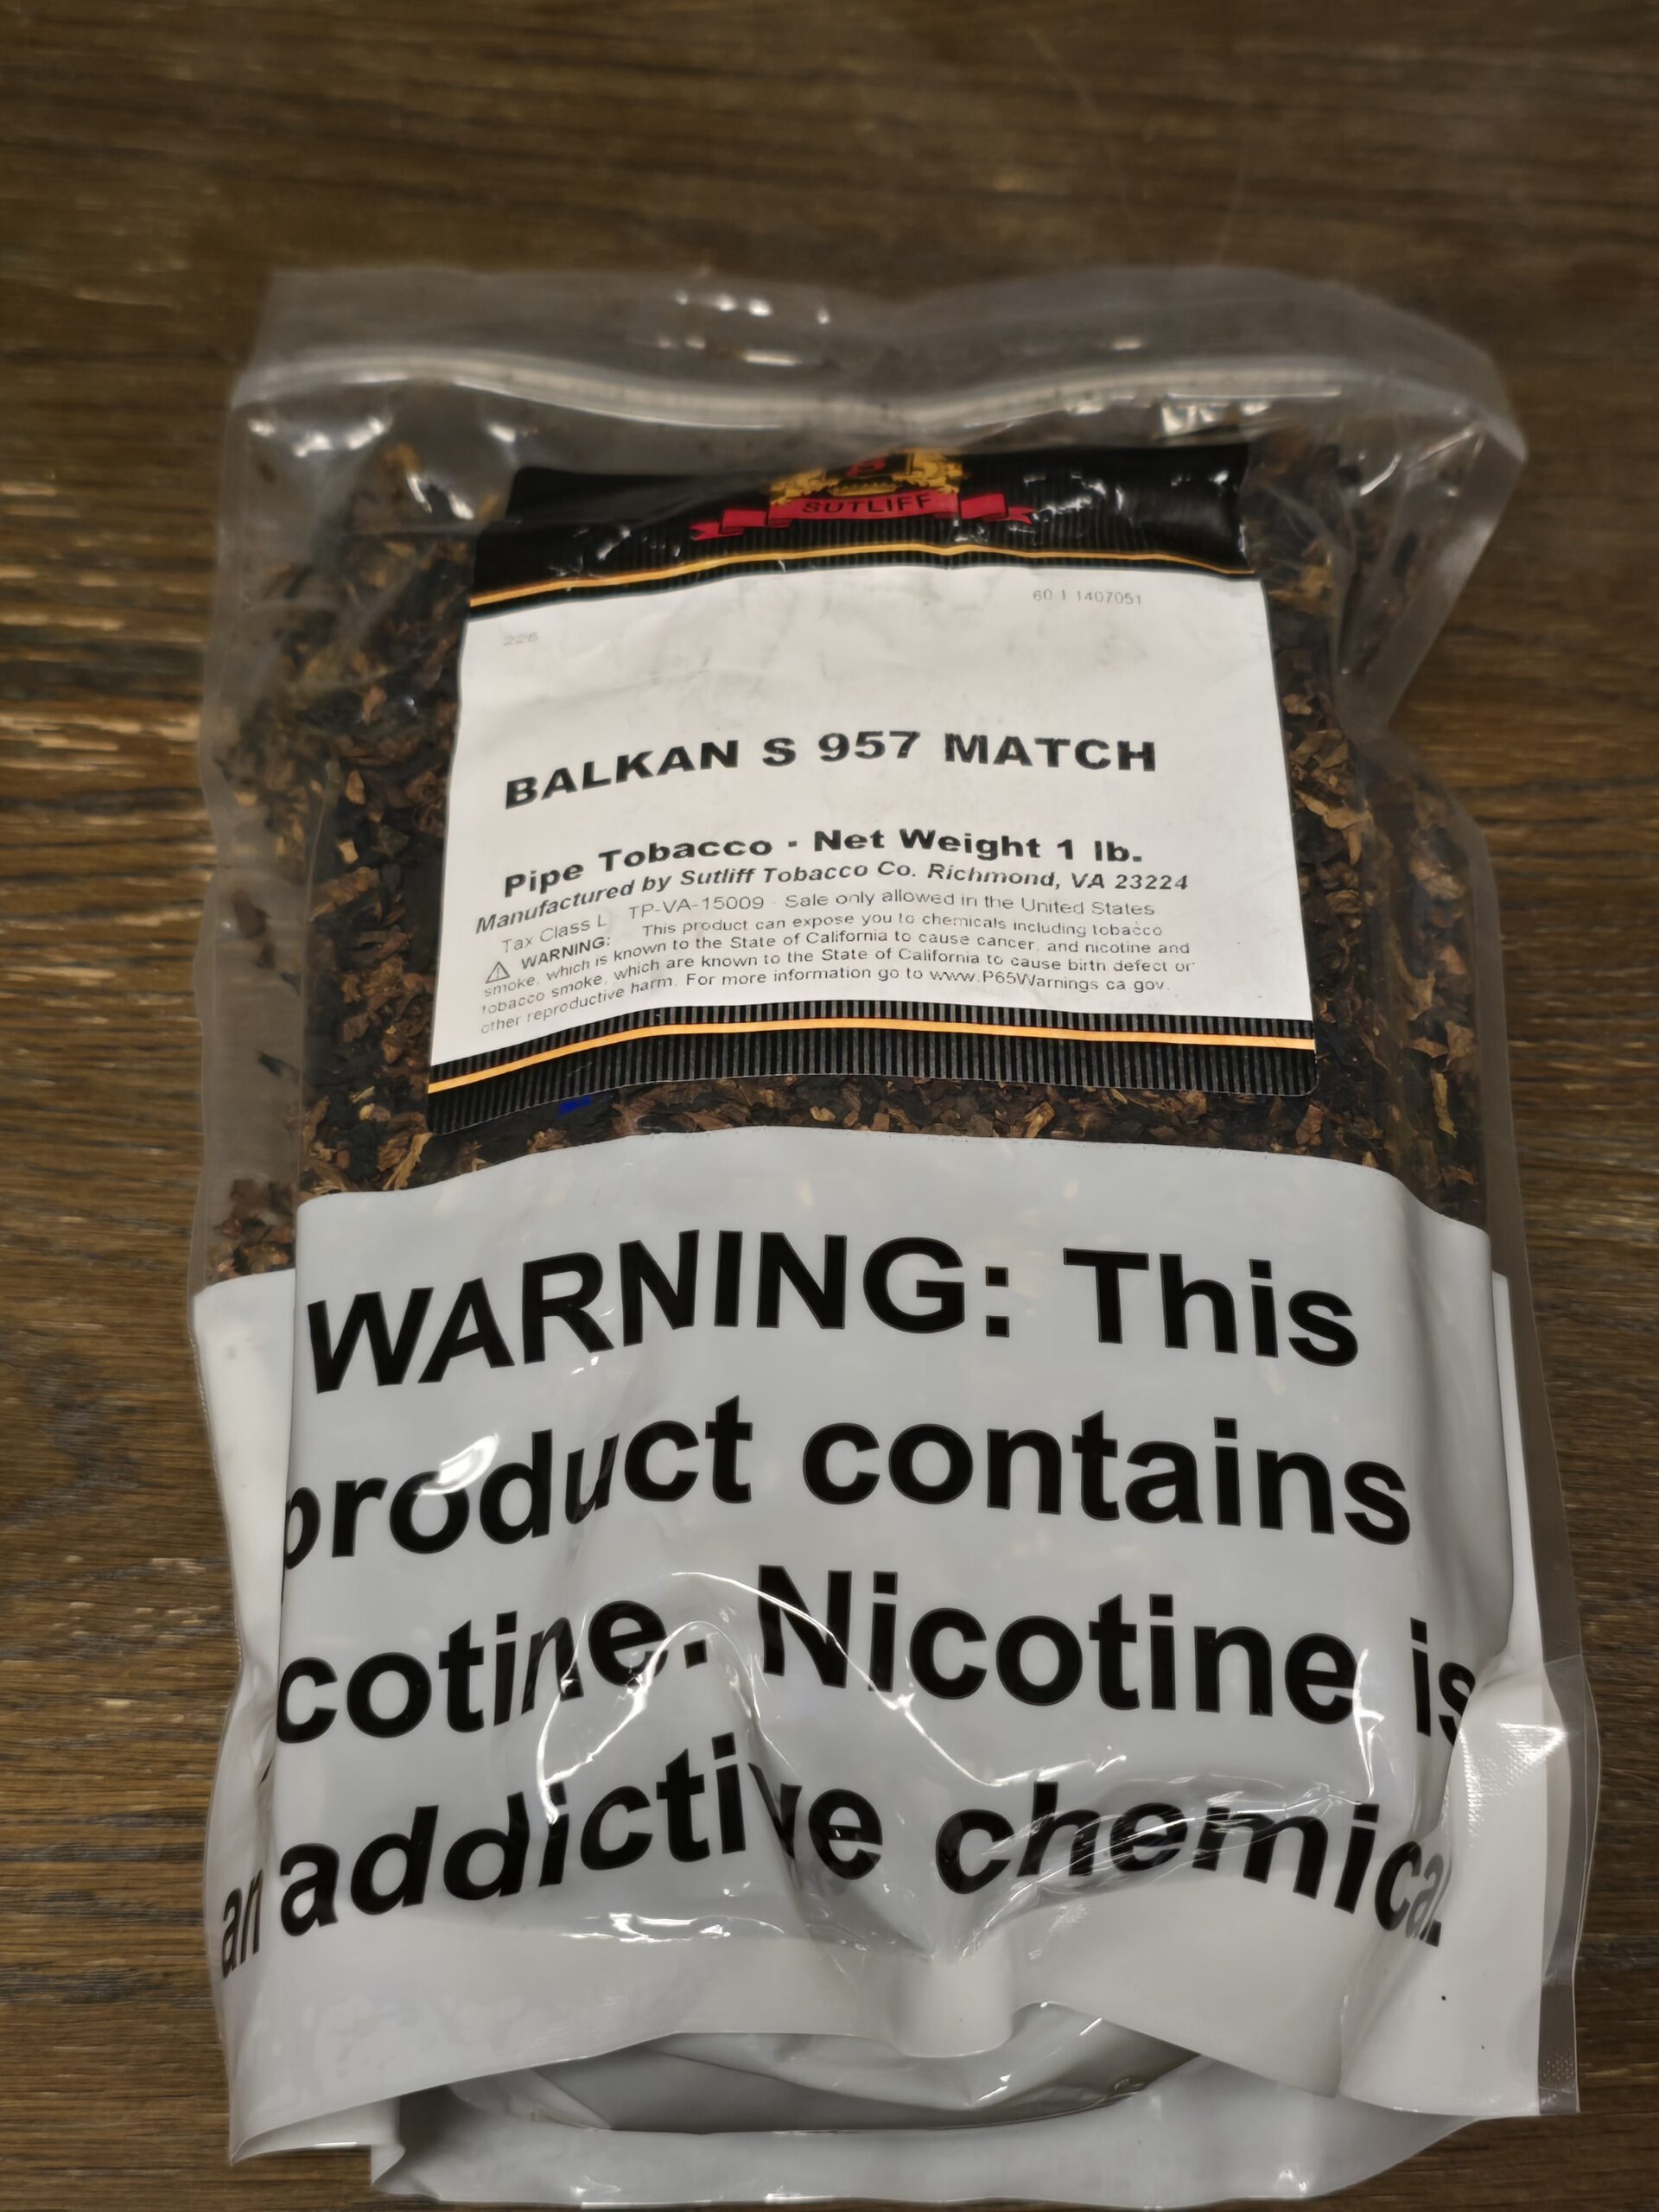 SUTLIFF
60 1 1407051
226
BALKAN S 957 MATCH
Pipe Tobacco - Net Weight 1 lb.
Manufactured by Sutliff Tobacco Co. Richmond, VA 23224
Tax Class L TP-VA-15009 Sale only allowed in the United States
WARNING: This product can expose you to chemicals including tobacco
smoke, which is known to the State of California to cause cancer, and nicotine and
tobacco smoke, which are known to the State of California to cause birth defect or
other reproductive harm. For more information go to www.P65Warnings.ca.gov.
WARNING: This
product contains
cotine. Nicotine is
an addictive chemical.